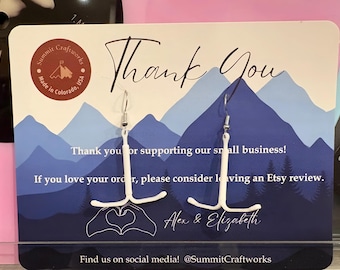 Summit Craftworks
Made in Colorado, USA
Thank You
Thank you for supporting our small business!
If you love your order, please consider leaving an Etsy review.
Alex & Elizabeth
Find us on social media! @SummitCraftworks